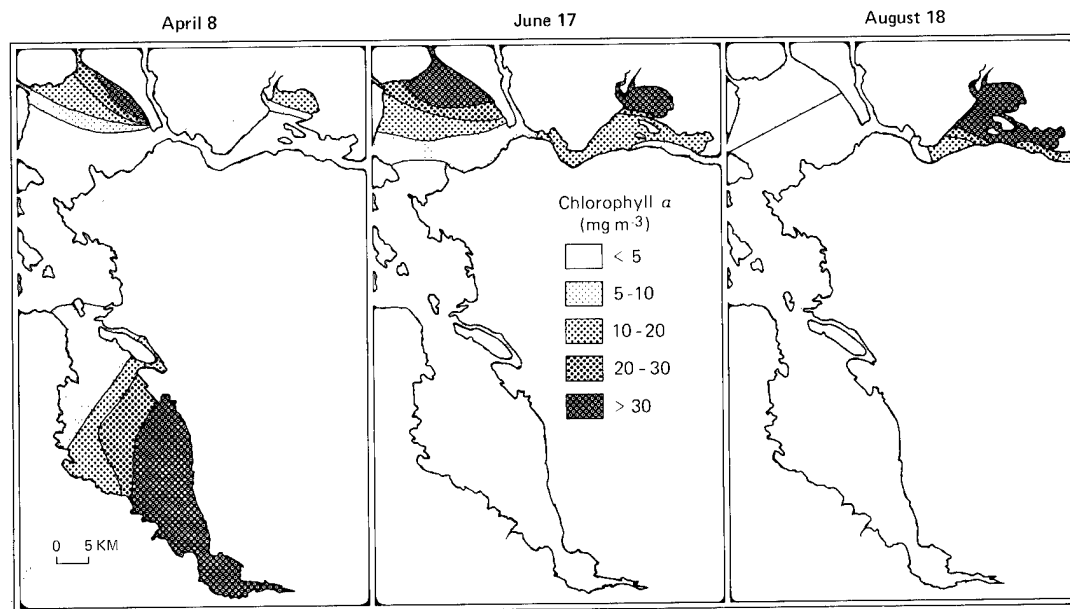 April 8
June 17
August 18
Chlorophyll a
(mg m-3)
< 5
5 - 10
10 - 20
20 - 30
> 30
0 5 KM